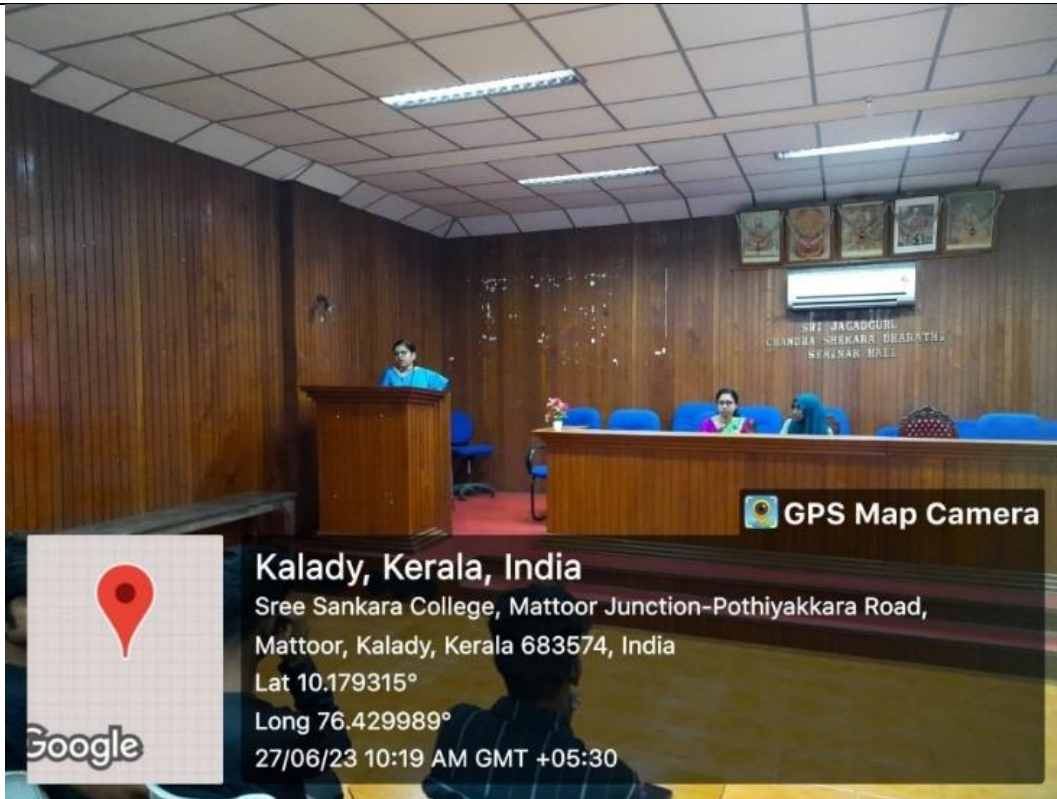 SRI JAGADGURU
CHANDRA SHEKARA BHARATHI
SEMINAR HALL
GPS Map Camera
Kalady, Kerala, India
Sree Sankara College, Mattoor Junction-Pothiyakkara Road,
Mattoor, Kalady, Kerala 683574, India
Lat 10.179315°
Long 76.429989°
27/06/23 10:19 AM GMT +05:30
Google